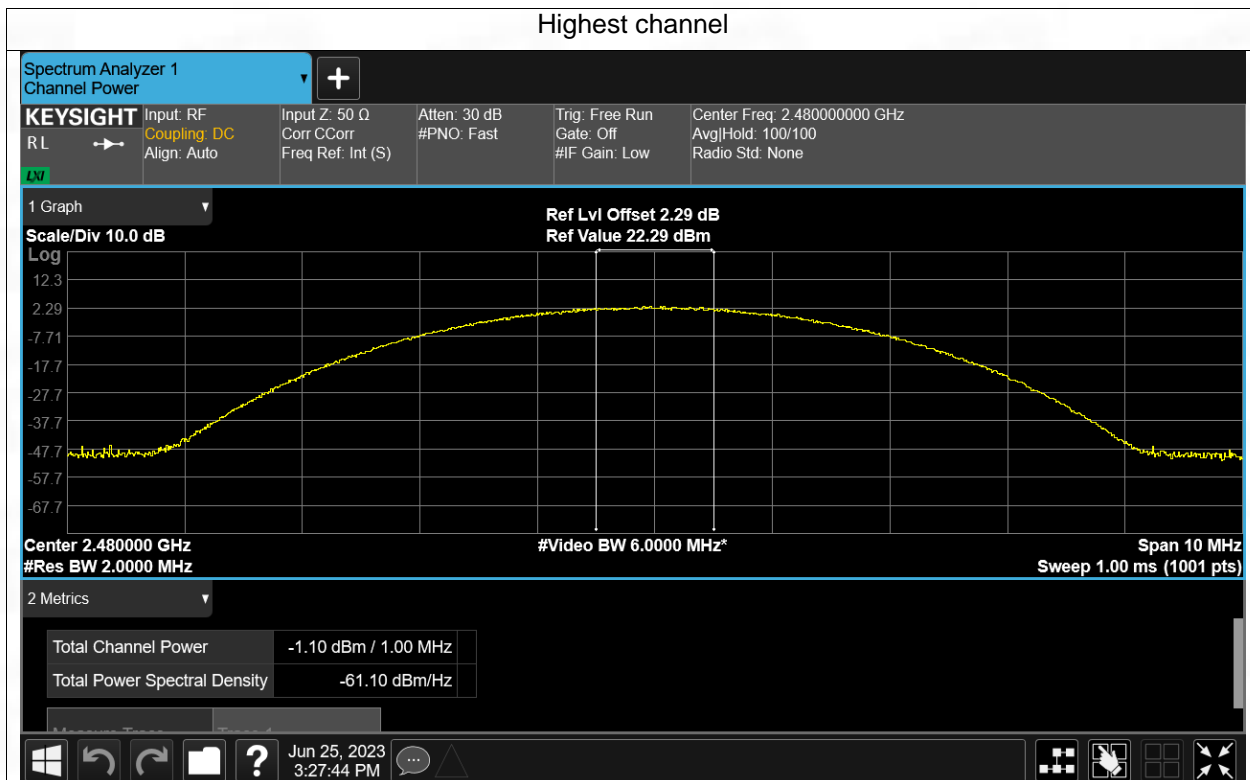 Highest channel
Spectrum Analyzer 1
Channel Power
KEYSIGHT
RL
LXI
Input: RF
Coupling: DC
Align: Auto
Input Z: 50 Ω
Corr CCorr
Freq Ref: Int (S)
Atten: 30 dB
#PNO: Fast
Trig: Free Run
Gate: Off
#IF Gain: Low
Center Freq: 2.480000000 GHz
Avg|Hold: 100/100
Radio Std: None
1 Graph
Scale/Div 10.0 dB
Ref Lvl Offset 2.29 dB
Ref Value 22.29 dBm
Log
12.3
2.29
-7.71
-17.7
-27.7
-37.7
-47.7
-57.7
-67.7
Center 2.480000 GHz
#Res BW 2.0000 MHz
#Video BW 6.0000 MHz*
Span 10 MHz
Sweep 1.00 ms (1001 pts)
2 Metrics
Total Channel Power -1.10 dBm / 1.00 MHz
Total Power Spectral Density -61.10 dBm/Hz
Measure Trace Trace 1
?
Jun 25, 2023
3:27:44 PM